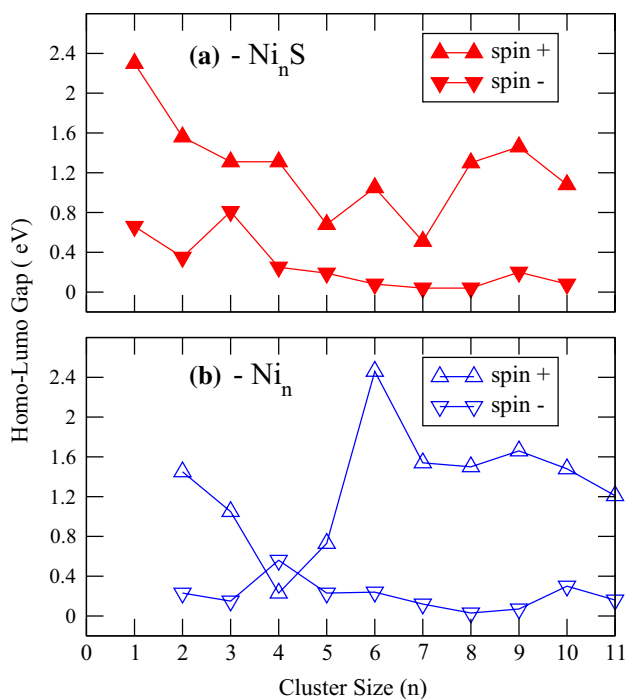 (a) - NiₙS
spin +
spin -
2.4
2
1.6
1.2
0.8
0.4
0
Homo-Lumo Gap ( eV)
(b) - Niₙ
spin +
spin -
2.4
2
1.6
1.2
0.8
0.4
0
0 1 2 3 4 5 6 7 8 9 10 11
Cluster Size (n)